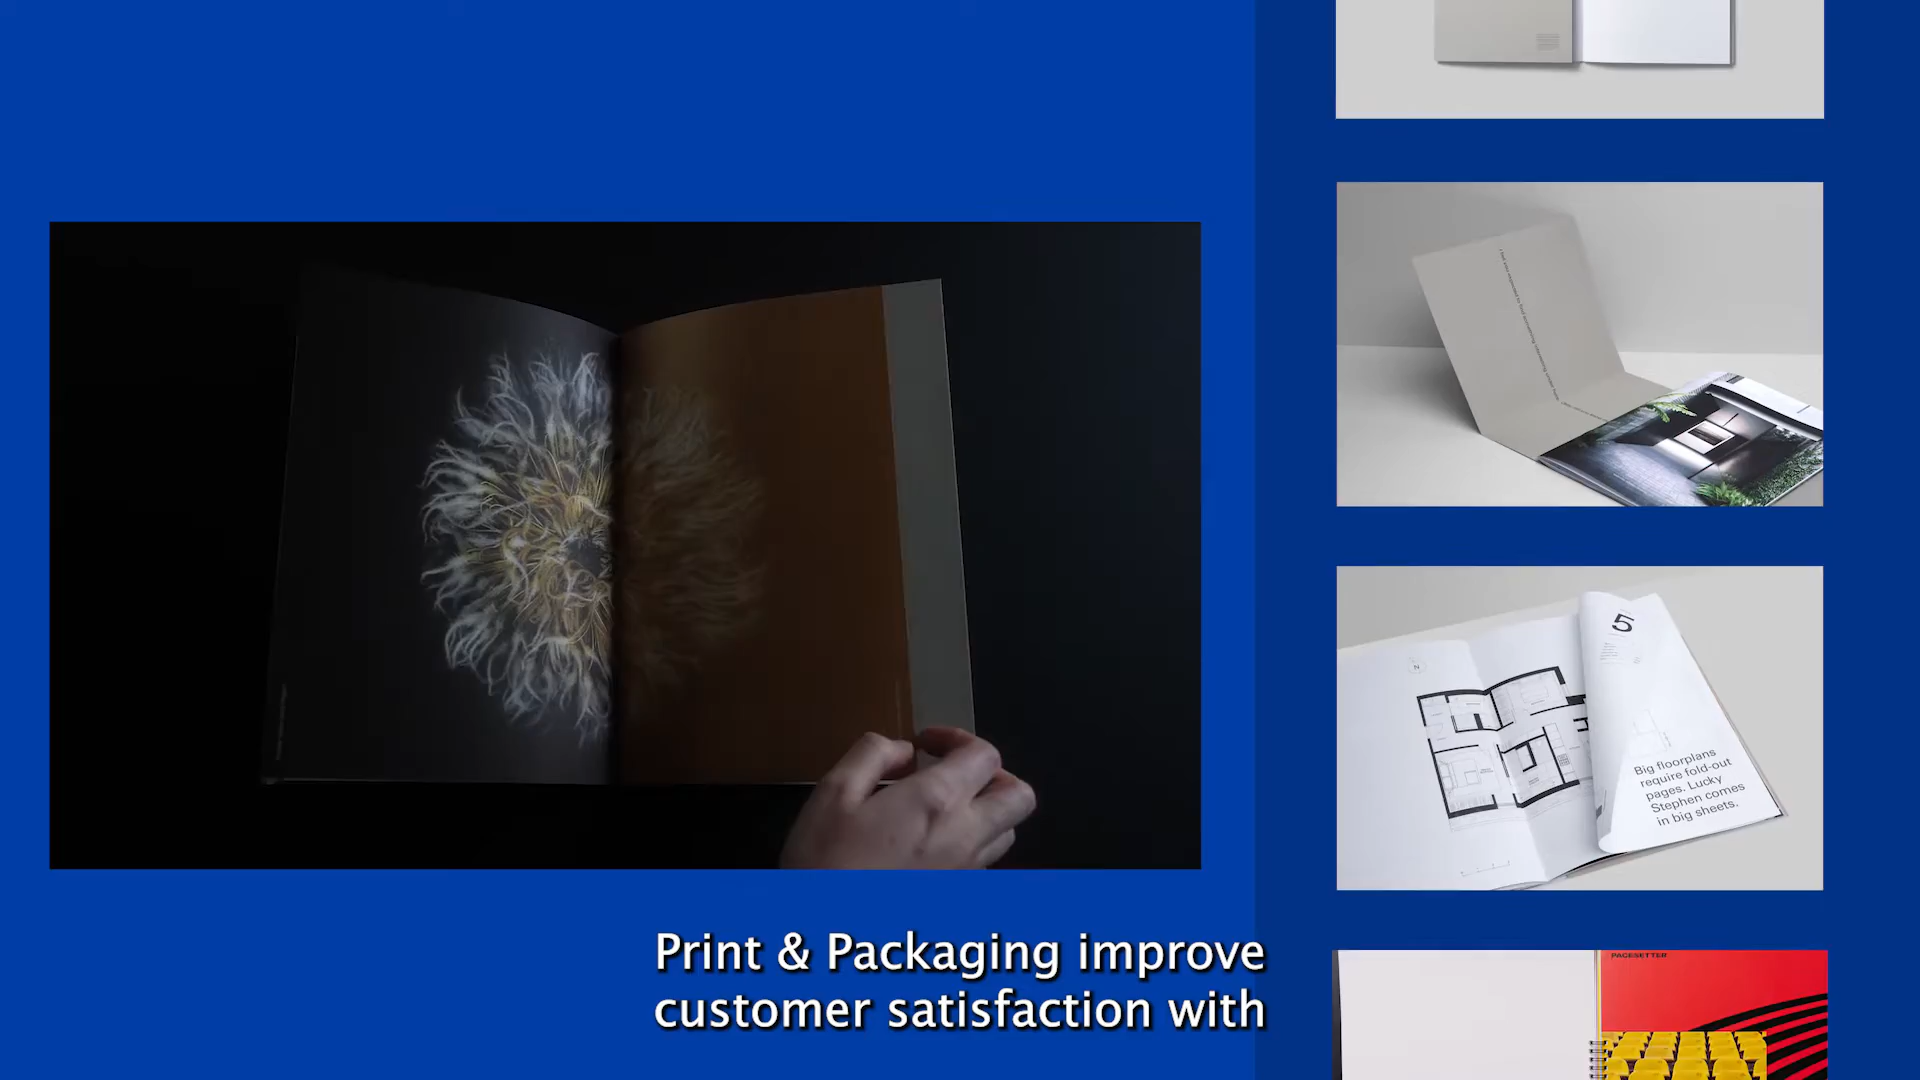 5
N
Big floorplans
require fold-out
pages. Lucky
Stephen comes
in big sheets.
PAGESETTER
Print & Packaging improve
customer satisfaction with